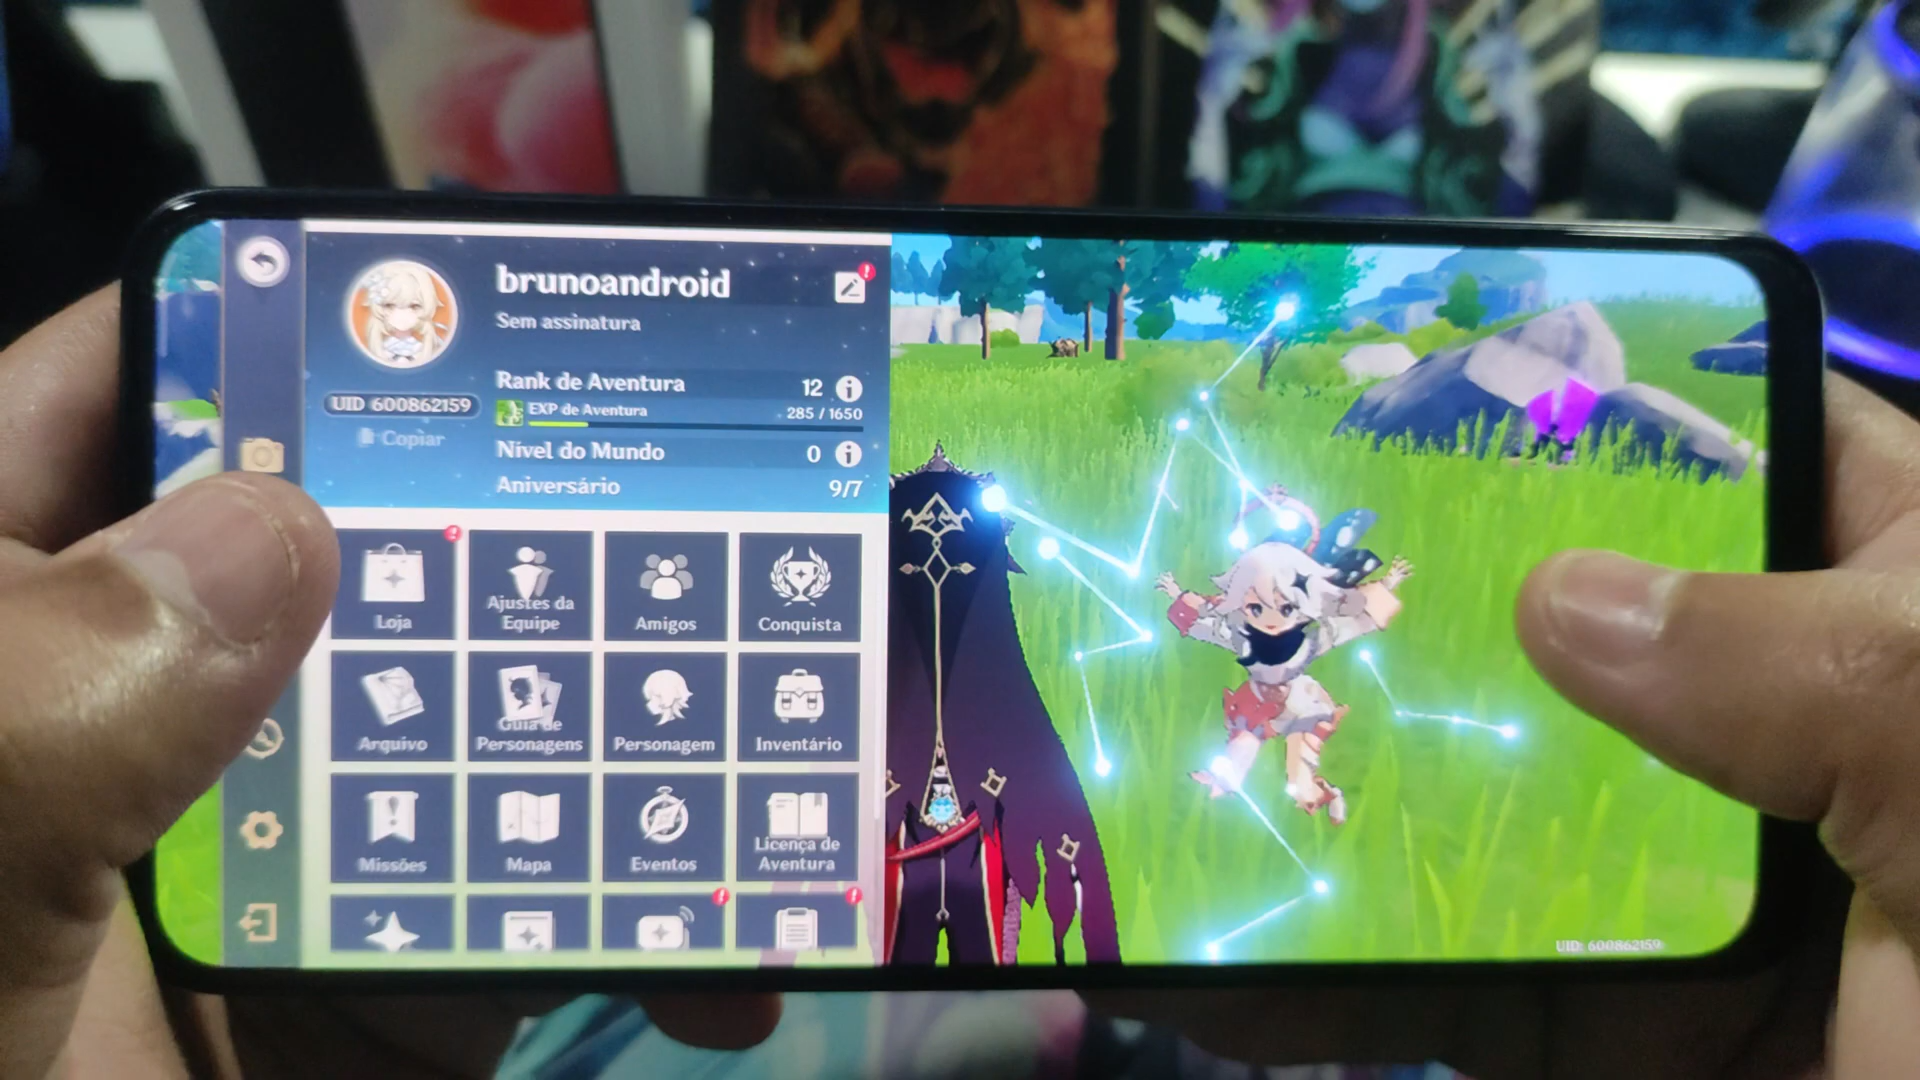 brunoandroid
Sem assinatura
UID 600862159
Copiar
Rank de Aventura 12
EXP de Aventura 285 / 1650
Nível do Mundo 0
Aniversário 9/7
Loja
Ajustes da
Equipe
Amigos
Conquista
Arquivo
Guia de
Personagens
Personagem
Inventário
Missões
Mapa
Eventos
Licença de
Aventura
UID: 600862159